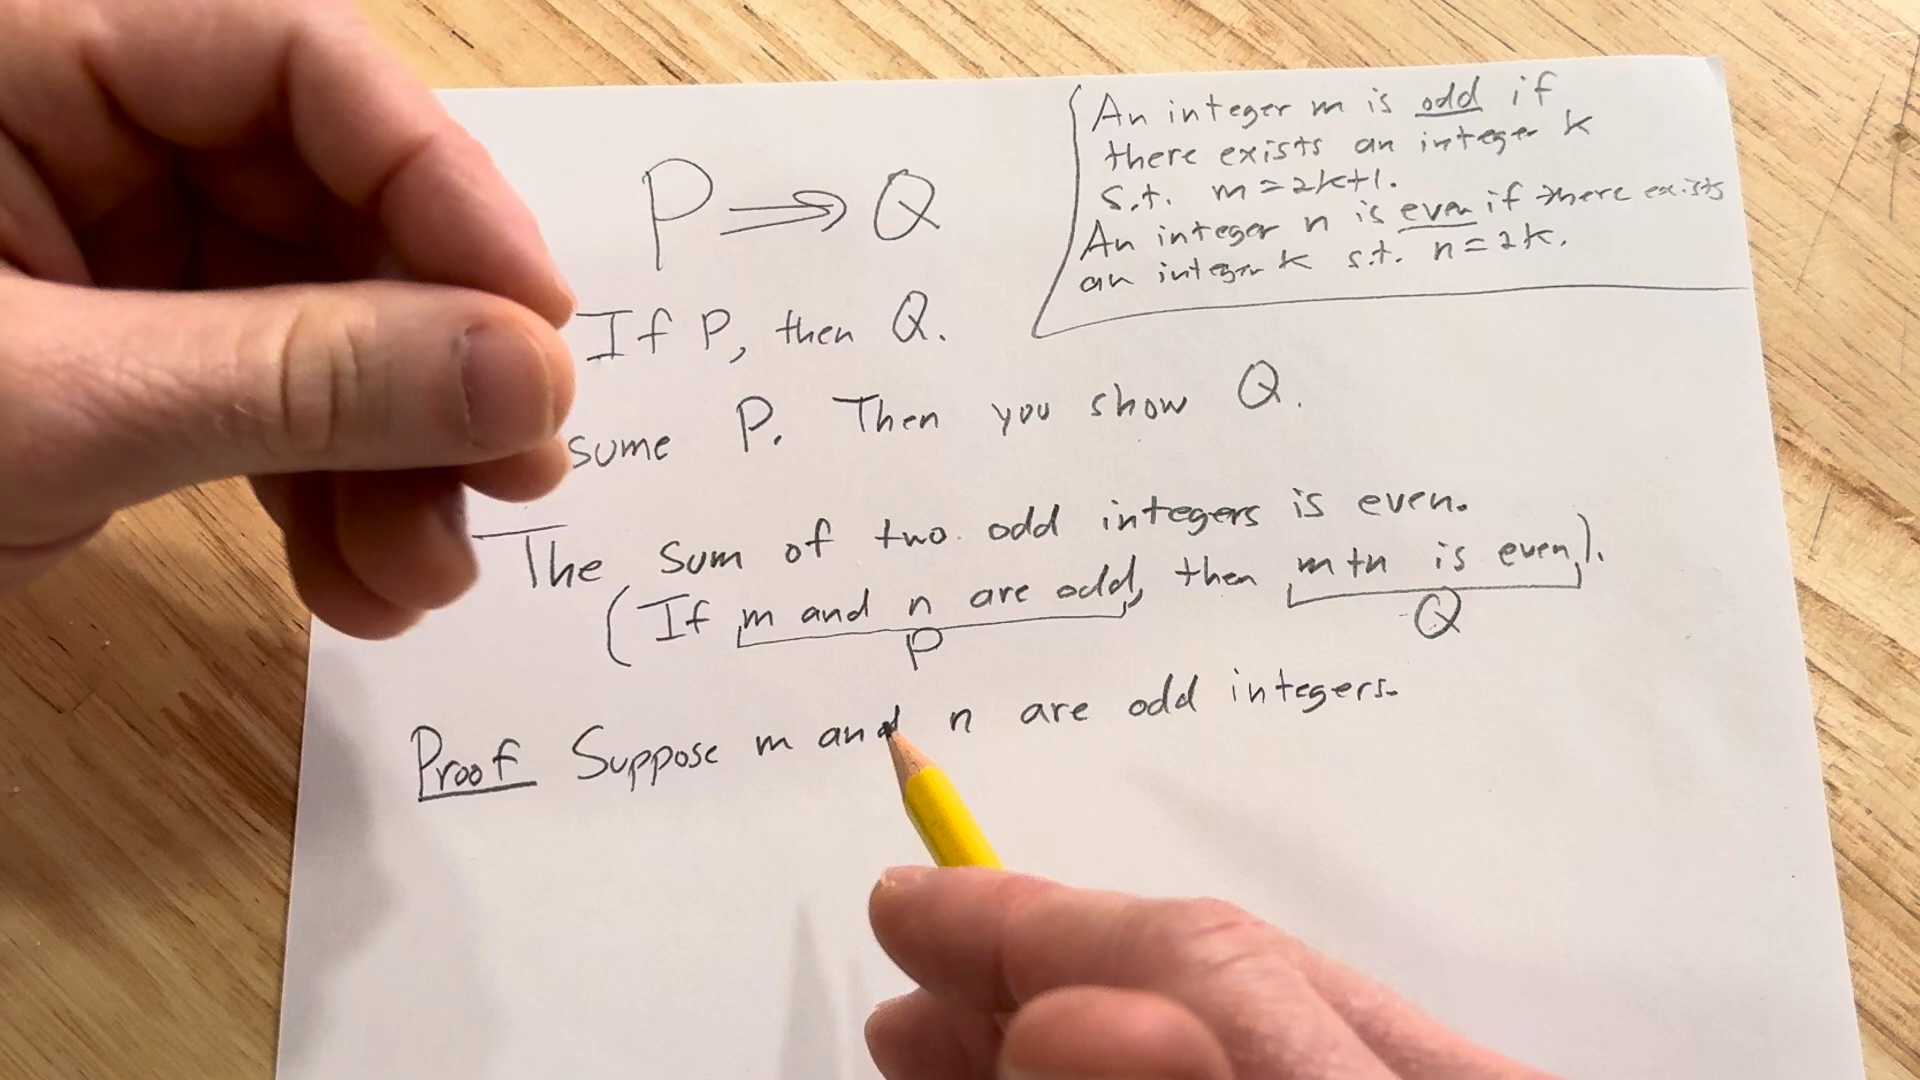 An integer m is odd if
there exists an integer k
s.t. m = 2k+1.
An integer n is even if there exists
an integer k s.t. n = 2k.
P ⇒ Q
If P, then Q.
sume P. Then you show Q.
The sum of two odd integers is even.
(If m and n are odd, then m+n is even).
P Q
Proof Suppose m and n are odd integers.